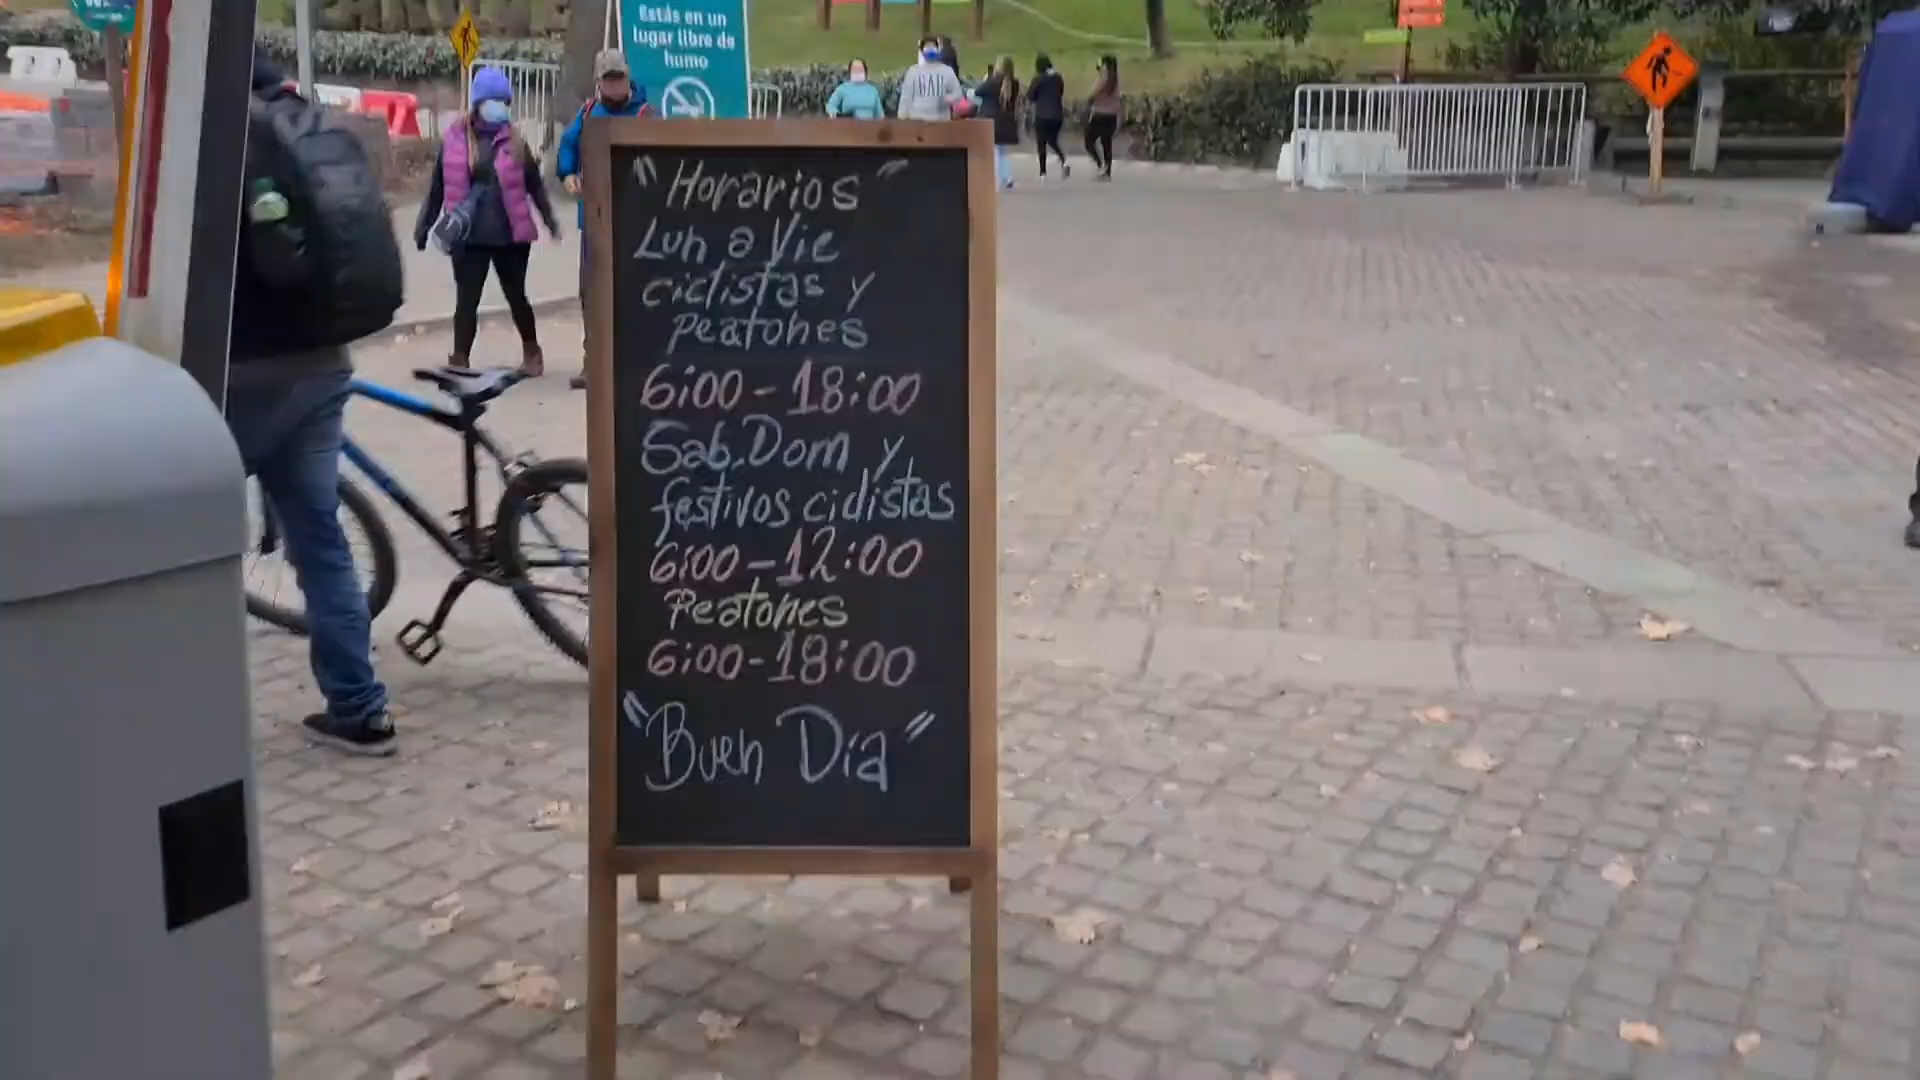 Estás en un
lugar libre de
humo
"Horarios"
Lun a Vie
ciclistas y
Peatones
6:00 - 18:00
Sab, Dom y
festivos ciclistas
6:00 - 12:00
Peatones
6:00 - 18:00
"Buen Día"